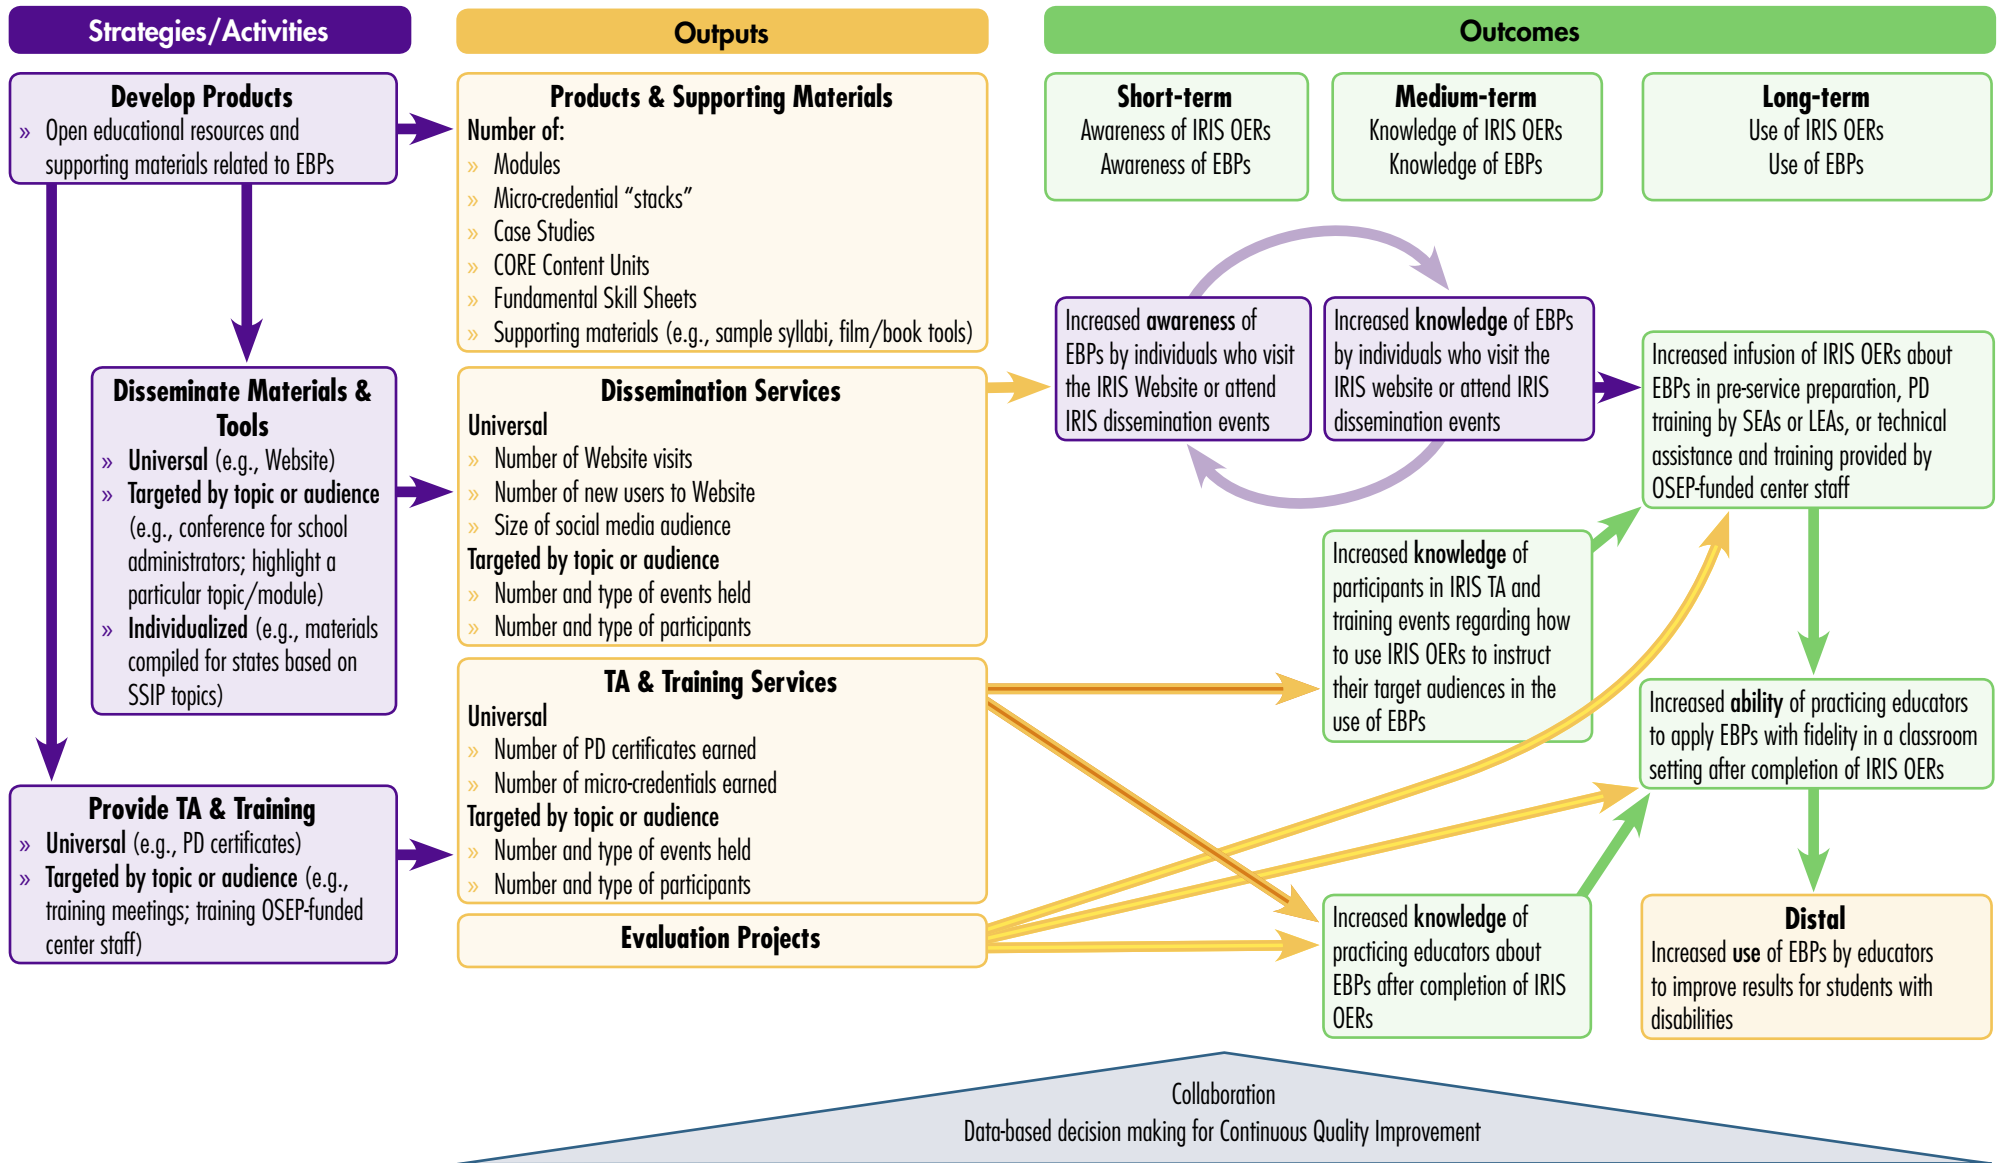 Strategies/Activities
Develop Products
» Open educational resources and
supporting materials related to EBPs
Disseminate Materials &
Tools
» Universal (e.g., Website)
» Targeted by topic or audience
(e.g., conference for school
administrators; highlight a
particular topic/module)
» Individualized (e.g., materials
compiled for states based on
SSIP topics)
Provide TA & Training
» Universal (e.g., PD certificates)
» Targeted by topic or audience (e.g.,
training meetings; training OSEP-funded
center staff)
Outputs
Products & Supporting Materials
Number of:
» Modules
» Micro-credential “stacks”
» Case Studies
» CORE Content Units
» Fundamental Skill Sheets
» Supporting materials (e.g., sample syllabi, film/book tools)
Dissemination Services
Universal
» Number of Website visits
» Number of new users to Website
» Size of social media audience
Targeted by topic or audience
» Number and type of events held
» Number and type of participants
TA & Training Services
Universal
» Number of PD certificates earned
» Number of micro-credentials earned
Targeted by topic or audience
» Number and type of events held
» Number and type of participants
Evaluation Projects
Outcomes
Short-term
Awareness of IRIS OERs
Awareness of EBPs
Medium-term
Knowledge of IRIS OERs
Knowledge of EBPs
Long-term
Use of IRIS OERs
Use of EBPs
Increased awareness of
EBPs by individuals who visit
the IRIS Website or attend
IRIS dissemination events
Increased knowledge of EBPs
by individuals who visit the
IRIS website or attend IRIS
dissemination events
Increased infusion of IRIS OERs about
EBPs in pre-service preparation, PD
training by SEAs or LEAs, or technical
assistance and training provided by
OSEP-funded center staff
Increased knowledge of
participants in IRIS TA and
training events regarding how
to use IRIS OERs to instruct
their target audiences in the
use of EBPs
Increased ability of practicing educators
to apply EBPs with fidelity in a classroom
setting after completion of IRIS OERs
Increased knowledge of
practicing educators about
EBPs after completion of IRIS
OERs
Distal
Increased use of EBPs by educators
to improve results for students with
disabilities
Collaboration
Data-based decision making for Continuous Quality Improvement